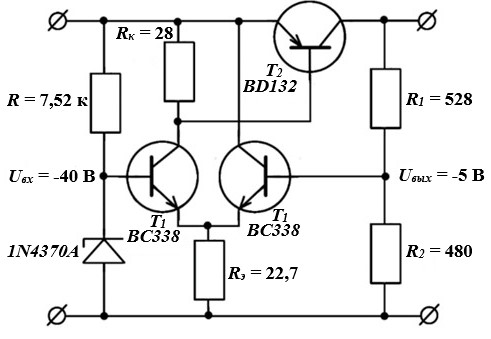 Rк = 28
T2
BD132
R = 7,52 к
R1 = 528
Uвх = -40 В
Uвых = -5 В
T1
BC338
T1
BC338
1N4370A
Rэ = 22,7
R2 = 480